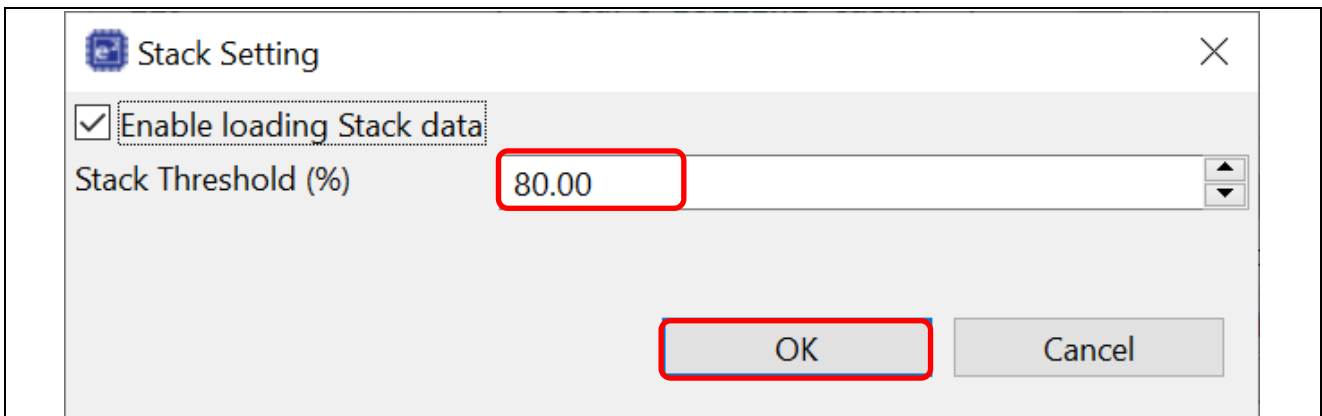 Stack Setting
Enable loading Stack data
Stack Threshold (%) 80.00
OK Cancel